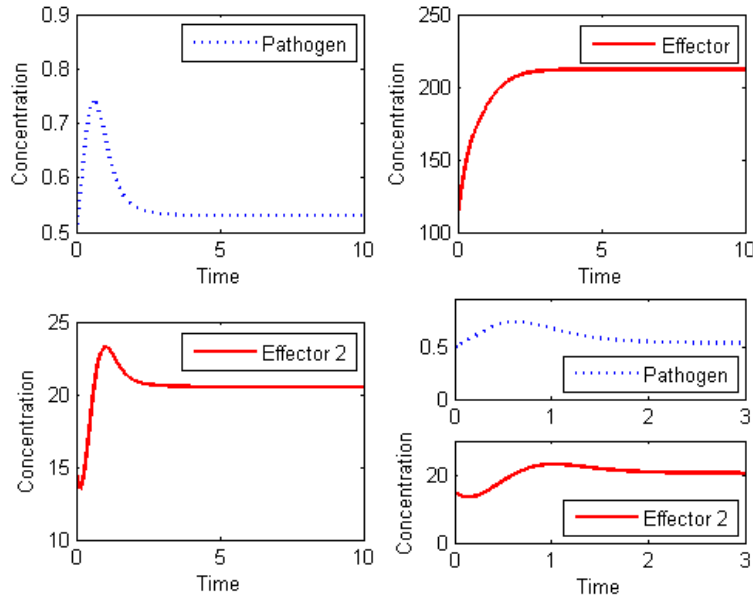 0.9
0.8
0.7
0.6
0.5
Concentration
Pathogen
0 5 10
Time
250
200
150
100
Concentration
Effector
0 5 10
Time
25
20
15
10
Concentration
Effector 2
0 5 10
Time
0.5
0
Pathogen
0 1 2 3
Concentration
20
0
Effector 2
0 1 2 3
Time